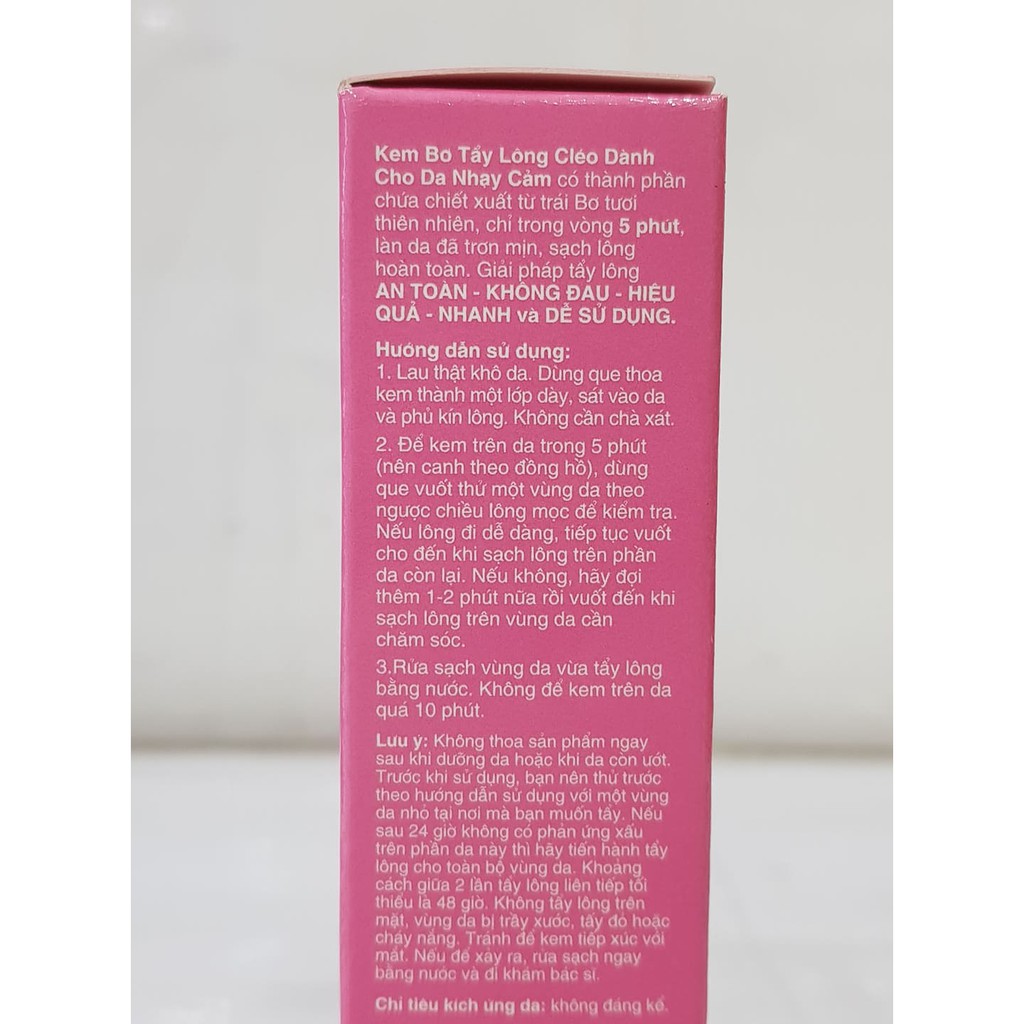 Kem Bơ Tẩy Lông Cléo Dành
Cho Da Nhạy Cảm có thành phần
chứa chiết xuất từ trái Bơ tươi
thiên nhiên, chỉ trong vòng 5 phút,
làn da đã trơn mịn, sạch lông
hoàn toàn. Giải pháp tẩy lông
AN TOÀN - KHÔNG ĐAU - HIỆU
QUẢ - NHANH và DỄ SỬ DỤNG.
Hướng dẫn sử dụng:
1. Lau thật khô da. Dùng que thoa
kem thành một lớp dày, sát vào da
và phủ kín lông. Không cần chà xát.
2. Để kem trên da trong 5 phút
(nên canh theo đồng hồ), dùng
que vuốt thử một vùng da theo
ngược chiều lông mọc để kiểm tra.
Nếu lông đi dễ dàng, tiếp tục vuốt
cho đến khi sạch lông trên phần
da còn lại. Nếu không, hãy đợi
thêm 1-2 phút nữa rồi vuốt đến khi
sạch lông trên vùng da cần
chăm sóc.
3.Rửa sạch vùng da vừa tẩy lông
bằng nước. Không để kem trên da
quá 10 phút.
Lưu ý: Không thoa sản phẩm ngay
sau khi dưỡng da hoặc khi da còn ướt.
Trước khi sử dụng, bạn nên thử trước
theo hướng dẫn sử dụng với một vùng
da nhỏ tại nơi mà bạn muốn tẩy. Nếu
sau 24 giờ không có phản ứng xấu
trên phần da này thì hãy tiến hành tẩy
lông cho toàn bộ vùng da. Khoảng
cách giữa 2 lần tẩy lông liên tiếp tối
thiểu là 48 giờ. Không tẩy lông trên
mặt, vùng da bị trầy xước, tấy đỏ hoặc
cháy nắng. Tránh để kem tiếp xúc với
mắt. Nếu để xảy ra, rửa sạch ngay
bằng nước và đi khám bác sĩ.
Chỉ tiêu kích ứng da: không đáng kể.